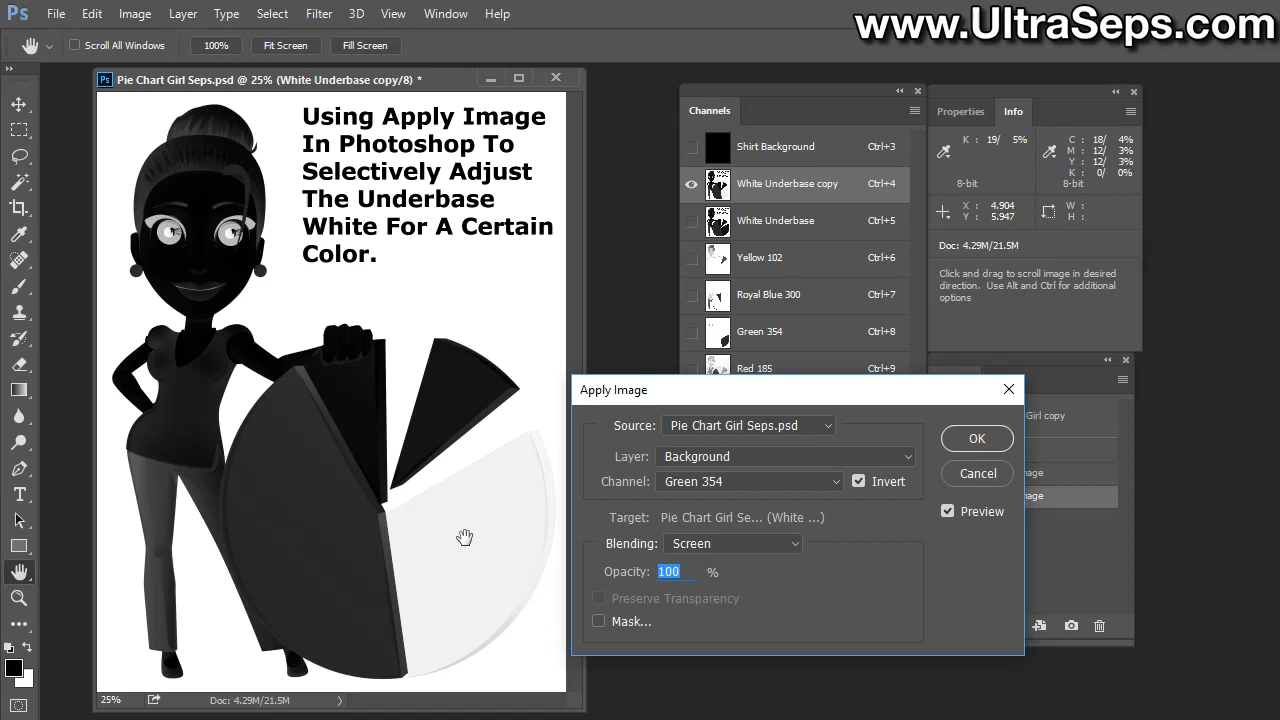 Ps File Edit Image Layer Type Select Filter 3D View Window Help
www.UltraSeps.com
Scroll All Windows 100% Fit Screen Fill Screen
Ps Pie Chart Girl Seps.psd @ 25% (White Underbase copy/8) *
Using Apply Image
In Photoshop To
Selectively Adjust
The Underbase
White For A Certain
Color.
25% Doc: 4.29M/21.5M
Channels
Shirt Background Ctrl+3
White Underbase copy Ctrl+4
White Underbase Ctrl+5
Yellow 102 Ctrl+6
Royal Blue 300 Ctrl+7
Green 354 Ctrl+8
Red 185 Ctrl+9
Properties Info
K : 19/ 5% C : 18/ 4%
M : 12/ 3%
Y : 12/ 3%
K : 0/ 0%
8-bit 8-bit
X : 4.904 W :
Y : 5.947 H :
Doc: 4.29M/21.5M
Click and drag to scroll image in desired
direction. Use Alt and Ctrl for additional
options
Girl copy
mage
mage
Apply Image
Source: Pie Chart Girl Seps.psd
Layer: Background
Channel: Green 354 Invert
Target: Pie Chart Girl Se... (White ...)
Blending: Screen
Opacity: 100 %
Preserve Transparency
Mask...
OK
Cancel
Preview